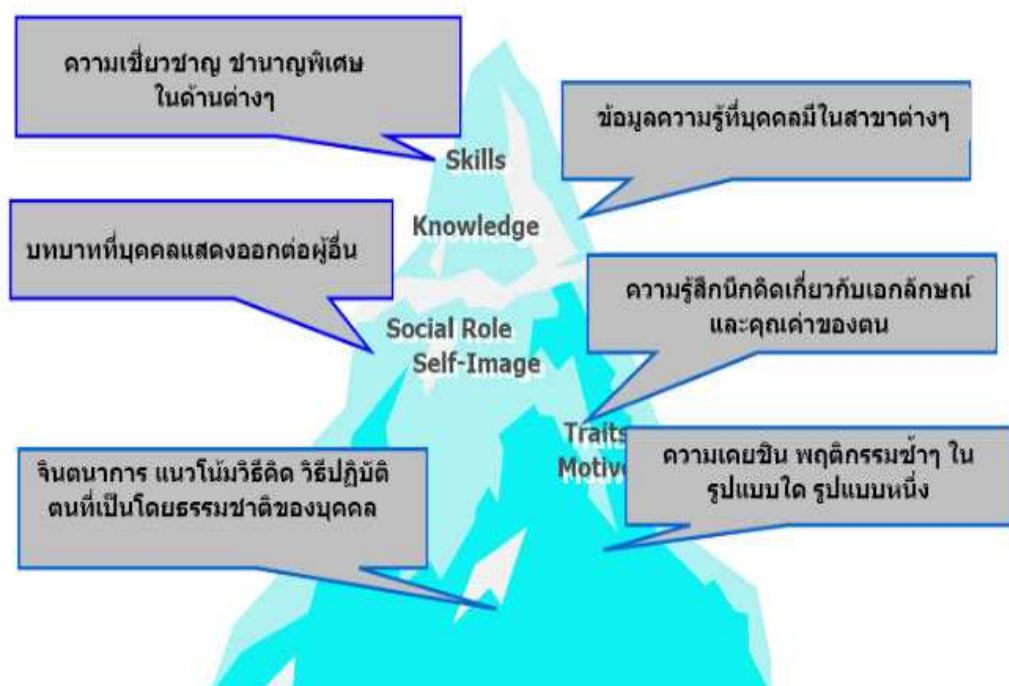 ความเชี่ยวชาญ ชำนาญพิเศษ
ในด้านต่างๆ
ข้อมูลความรู้ที่บุคคลมีในสาขาต่างๆ
Skills
Knowledge
บทบาทที่บุคคลแสดงออกต่อผู้อื่น
ความรู้สึกนึกคิดเกี่ยวกับเอกลักษณ์
และคุณค่าของตน
Social Role
Self-Image
Traits
Motive
จินตนาการ แนวโน้มวิธีคิด วิธีปฏิบัติ
ตนที่เป็นโดยธรรมชาติของบุคคล
ความเคยชิน พฤติกรรมซ้ำๆ ใน
รูปแบบใด รูปแบบหนึ่ง